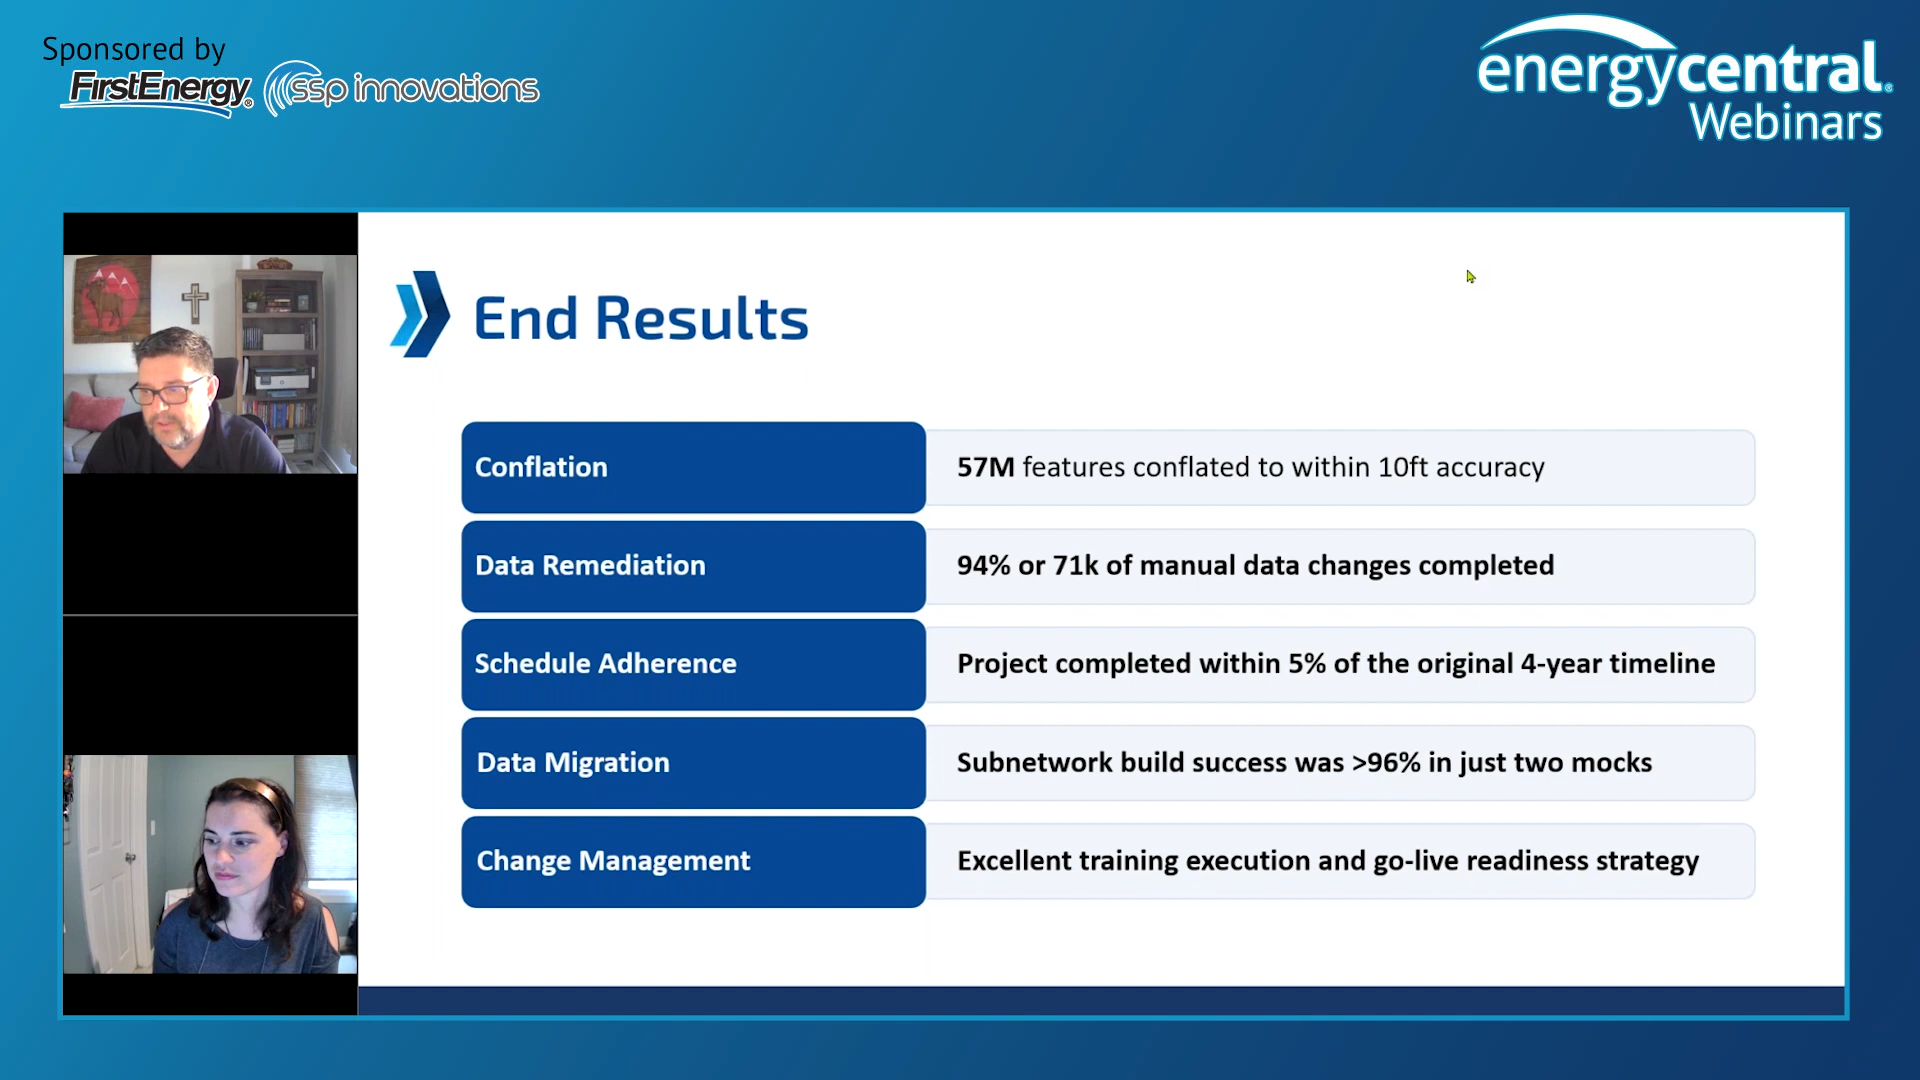 Sponsored by
FirstEnergy®
ssp innovations
energycentral®
Webinars
End Results
Conflation
57M features conflated to within 10ft accuracy
Data Remediation
94% or 71k of manual data changes completed
Schedule Adherence
Project completed within 5% of the original 4-year timeline
Data Migration
Subnetwork build success was >96% in just two mocks
Change Management
Excellent training execution and go-live readiness strategy